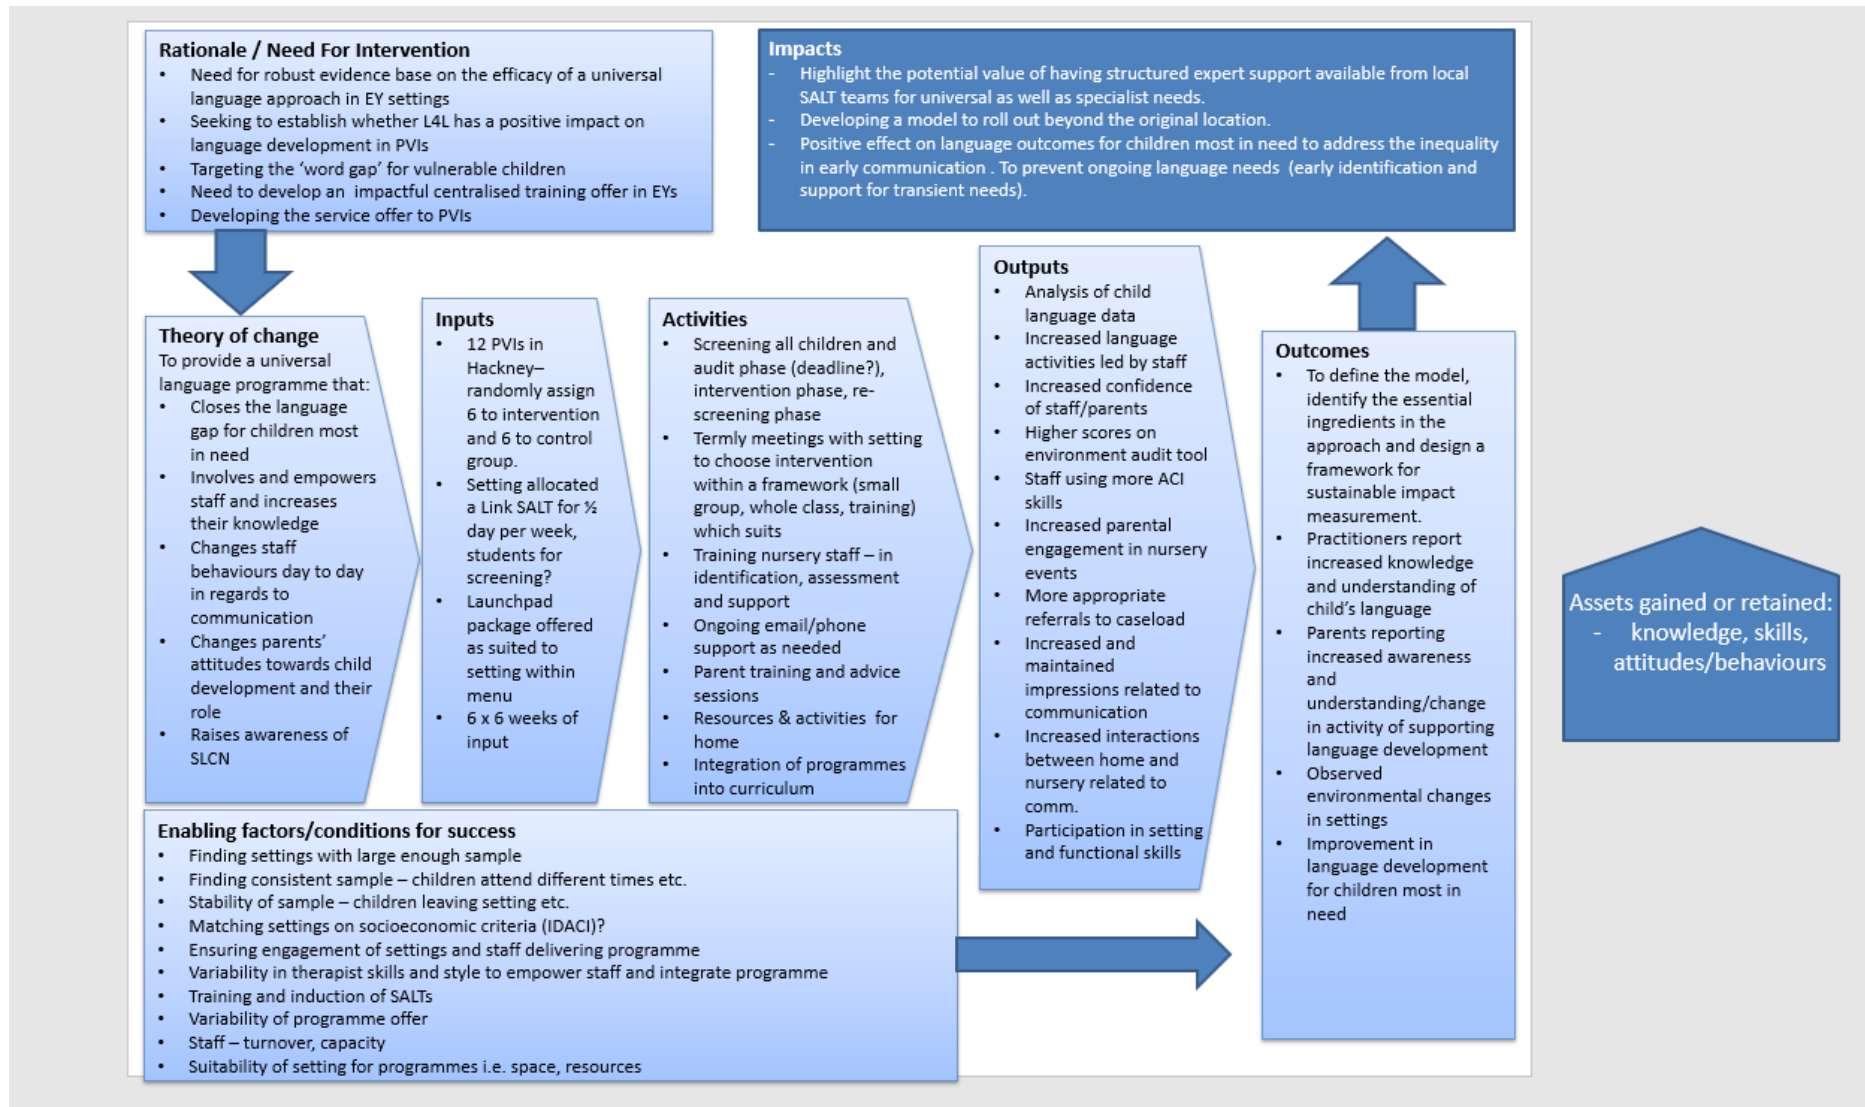 Rationale / Need For Intervention
• Need for robust evidence base on the efficacy of a universal
language approach in EY settings
• Seeking to establish whether L4L has a positive impact on
language development in PVIs
• Targeting the ‘word gap’ for vulnerable children
• Need to develop an impactful centralised training offer in EYs
• Developing the service offer to PVIs
Impacts
- Highlight the potential value of having structured expert support available from local
SALT teams for universal as well as specialist needs.
- Developing a model to roll out beyond the original location.
- Positive effect on language outcomes for children most in need to address the inequality
in early communication . To prevent ongoing language needs (early identification and
support for transient needs).
Theory of change
To provide a universal
language programme that:
• Closes the language
gap for children most
in need
• Involves and empowers
staff and increases
their knowledge
• Changes staff
behaviours day to day
in regards to
communication
• Changes parents’
attitudes towards child
development and their
role
• Raises awareness of
SLCN
Inputs
• 12 PVIs in
Hackney–
randomly assign
6 to intervention
and 6 to control
group.
• Setting allocated
a Link SALT for ½
day per week,
students for
screening?
• Launchpad
package offered
as suited to
setting within
menu
• 6 x 6 weeks of
input
Activities
• Screening all children and
audit phase (deadline?),
intervention phase, re-
screening phase
• Termly meetings with setting
to choose intervention
within a framework (small
group, whole class, training)
which suits
• Training nursery staff – in
identification, assessment
and support
• Ongoing email/phone
support as needed
• Parent training and advice
sessions
• Resources & activities for
home
• Integration of programmes
into curriculum
Outputs
• Analysis of child
language data
• Increased language
activities led by staff
• Increased confidence
of staff/parents
• Higher scores on
environment audit tool
• Staff using more ACI
skills
• Increased parental
engagement in nursery
events
• More appropriate
referrals to caseload
• Increased and
maintained
impressions related to
communication
• Increased interactions
between home and
nursery related to
comm.
• Participation in setting
and functional skills
Outcomes
• To define the model,
identify the essential
ingredients in the
approach and design a
framework for
sustainable impact
measurement.
• Practitioners report
increased knowledge
and understanding of
child’s language
• Parents reporting
increased awareness
and
understanding/change
in activity of supporting
language development
• Observed
environmental changes
in settings
• Improvement in
language development
for children most in
need
Assets gained or retained:
- knowledge, skills,
attitudes/behaviours
Enabling factors/conditions for success
• Finding settings with large enough sample
• Finding consistent sample – children attend different times etc.
• Stability of sample – children leaving setting etc.
• Matching settings on socioeconomic criteria (IDACI)?
• Ensuring engagement of settings and staff delivering programme
• Variability in therapist skills and style to empower staff and integrate programme
• Training and induction of SALTs
• Variability of programme offer
• Staff – turnover, capacity
• Suitability of setting for programmes i.e. space, resources